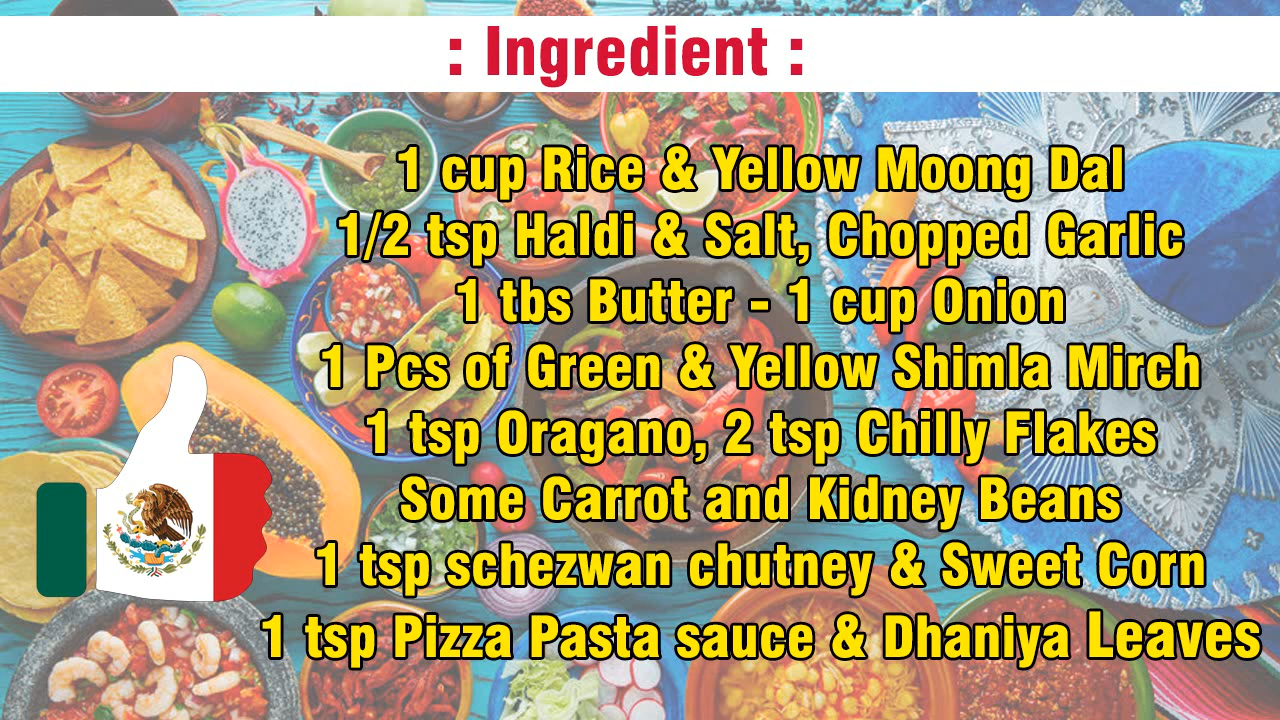 : Ingredient :
1 cup Rice & Yellow Moong Dal
1/2 tsp Haldi & Salt, Chopped Garlic
1 tbs Butter - 1 cup Onion
1 Pcs of Green & Yellow Shimla Mirch
1 tsp Oragano, 2 tsp Chilly Flakes
Some Carrot and Kidney Beans
1 tsp schezwan chutney & Sweet Corn
1 tsp Pizza Pasta sauce & Dhaniya Leaves